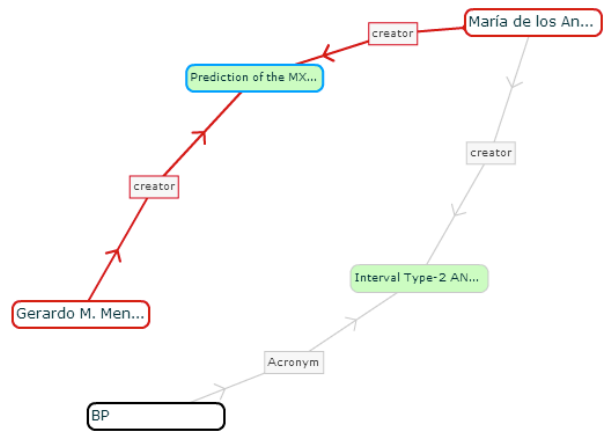 María de los An...
creator
Prediction of the MX...
creator
creator
Interval Type-2 AN...
Gerardo M. Men...
Acronym
BP